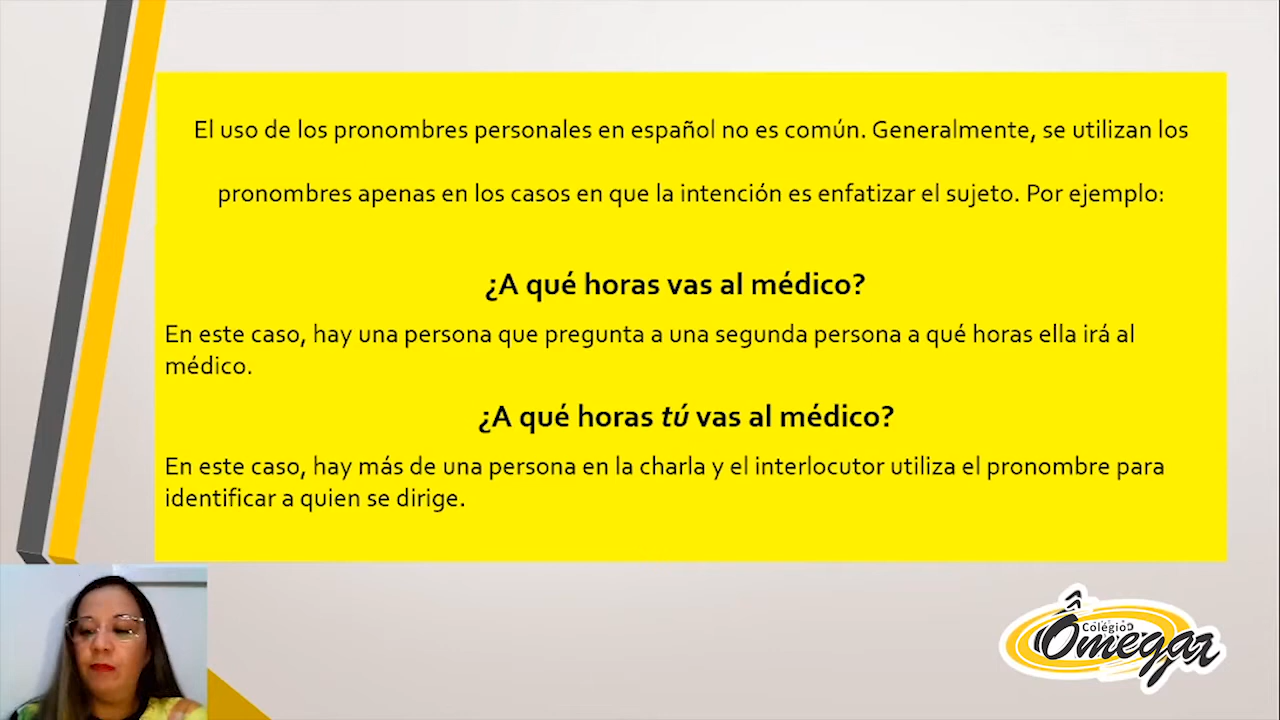 El uso de los pronombres personales en español no es común. Generalmente, se utilizan los
pronombres apenas en los casos en que la intención es enfatizar el sujeto. Por ejemplo:
¿A qué horas vas al médico?
En este caso, hay una persona que pregunta a una segunda persona a qué horas ella irá al
médico.
¿A qué horas tú vas al médico?
En este caso, hay más de una persona en la charla y el interlocutor utiliza el pronombre para
identificar a quien se dirige.
Colégio
Ômegar